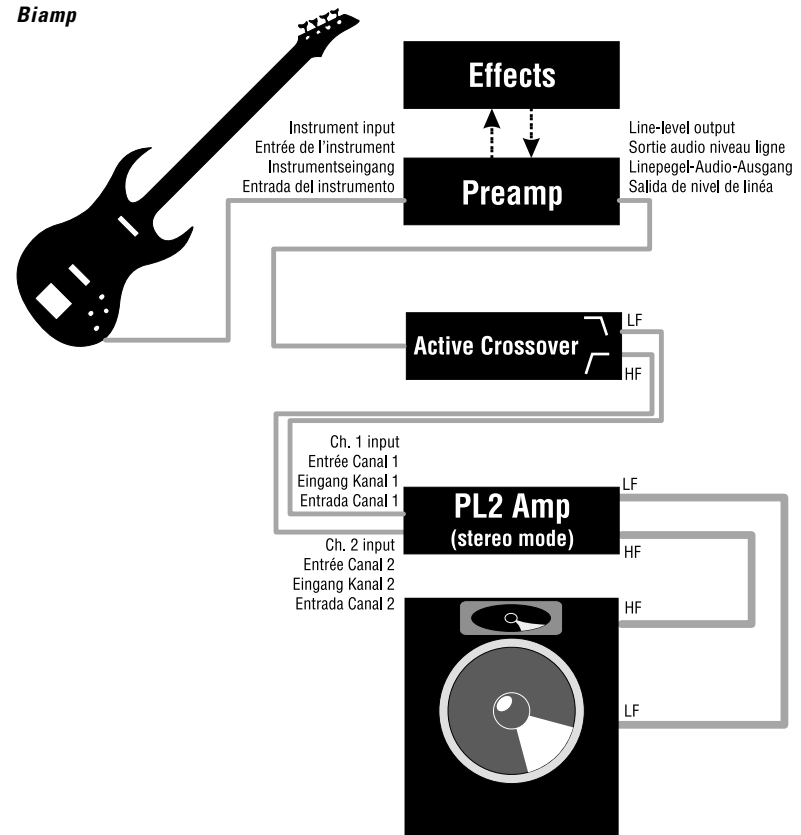 Biamp
Effects
Instrument input
Entrée de l'instrument
Instrumentseingang
Entrada del instrumento
Line-level output
Sortie audio niveau ligne
Linepegel-Audio-Ausgang
Salida de nivel de linéa
Preamp
LF
Active Crossover
HF
Ch. 1 input
Entrée Canal 1
Eingang Kanal 1
Entrada Canal 1
LF
PL2 Amp
(stereo mode)
HF
Ch. 2 input
Entrée Canal 2
Eingang Kanal 2
Entrada Canal 2
HF
LF